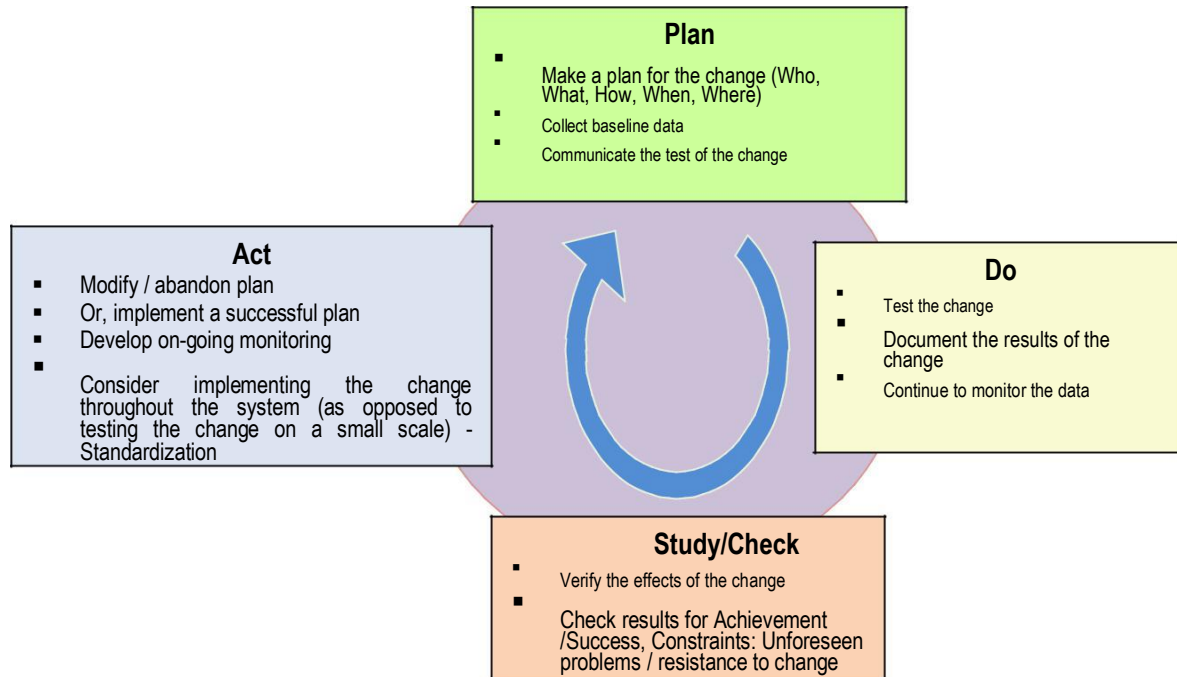 Plan
▪ Make a plan for the change (Who,
What, How, When, Where)
▪ Collect baseline data
▪ Communicate the test of the change
Do
▪ Test the change
▪ Document the results of the
change
▪ Continue to monitor the data
Study/Check
▪ Verify the effects of the change
▪ Check results for Achievement
/Success, Constraints: Unforeseen
problems / resistance to change
Act
▪ Modify / abandon plan
▪ Or, implement a successful plan
▪ Develop on-going monitoring
▪ Consider implementing the change
throughout the system (as opposed to
testing the change on a small scale) -
Standardization